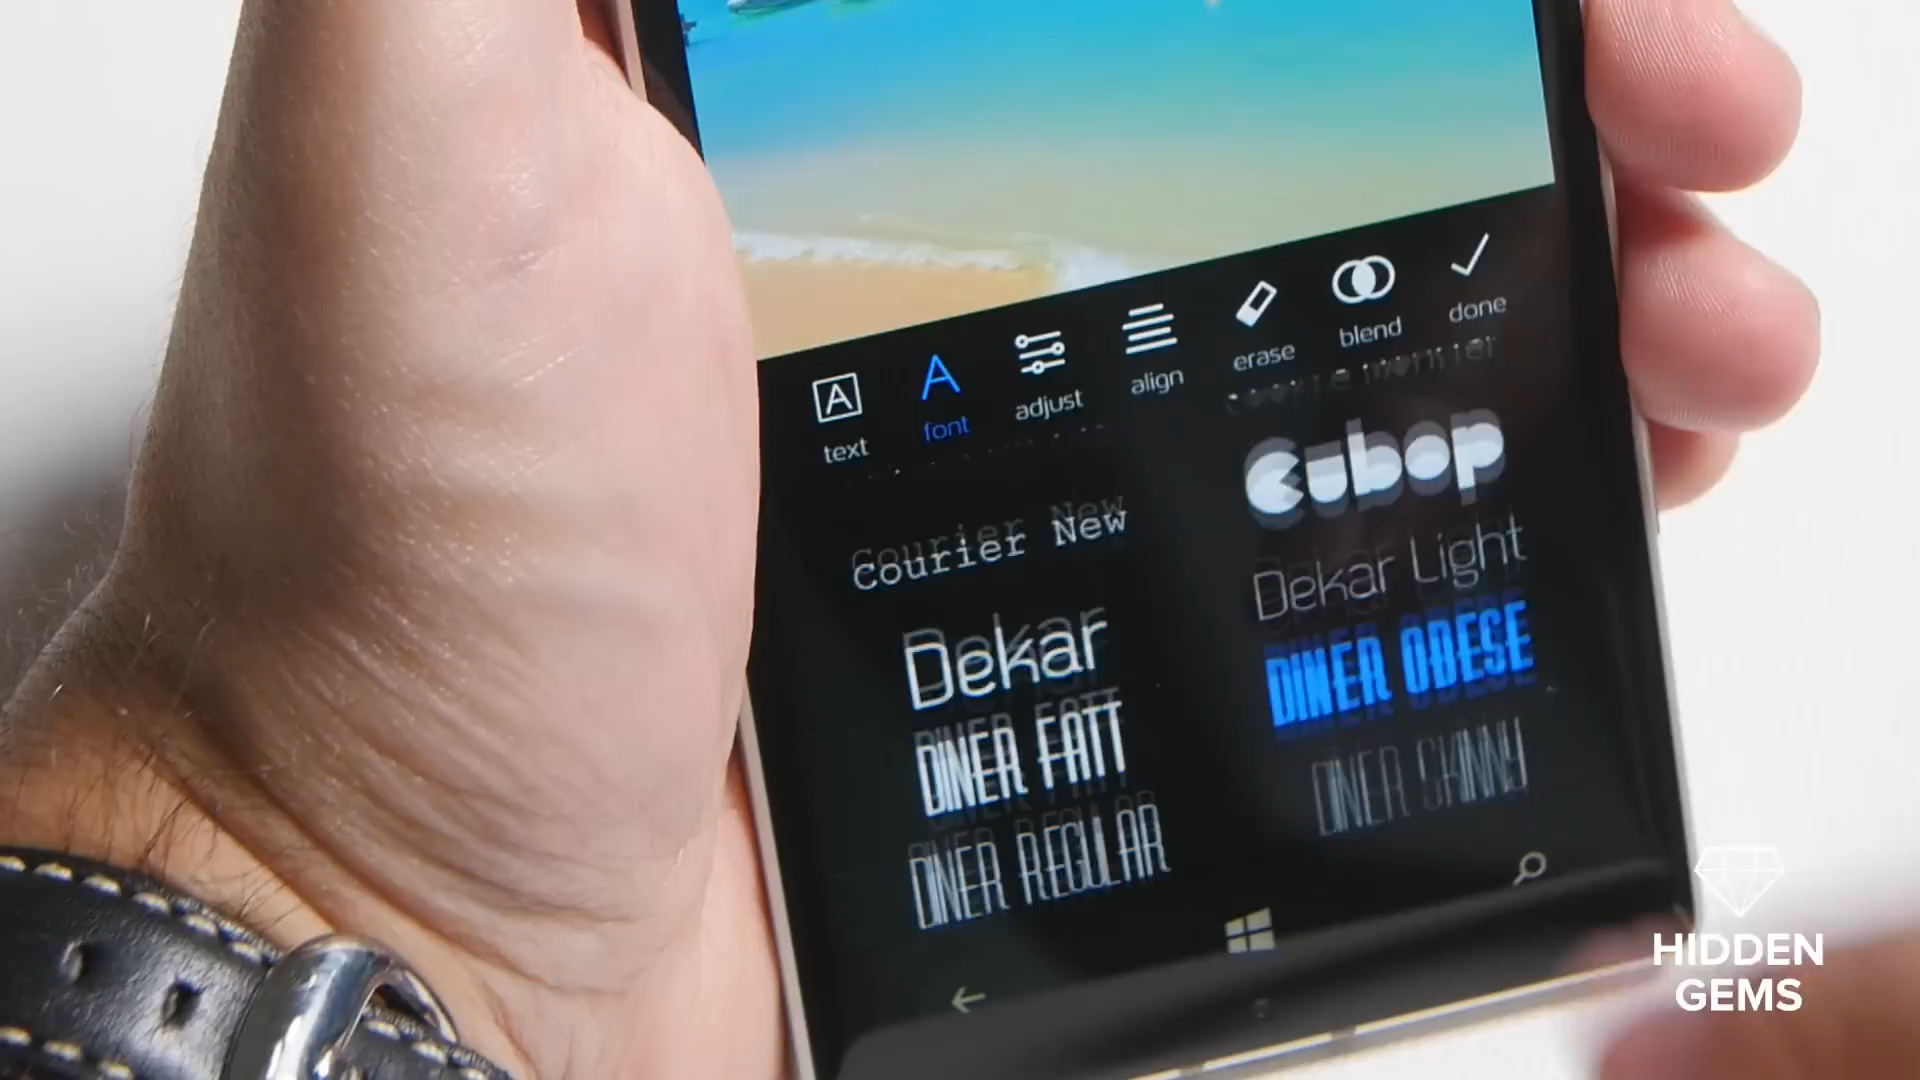 text
font
adjust
align
erase
blend
done
Courier New
Cubop
Dekar
Dekar Light
DINER FATT
DINER OBESE
DINER REGULAR
DINER SKINNY
HIDDEN
GEMS